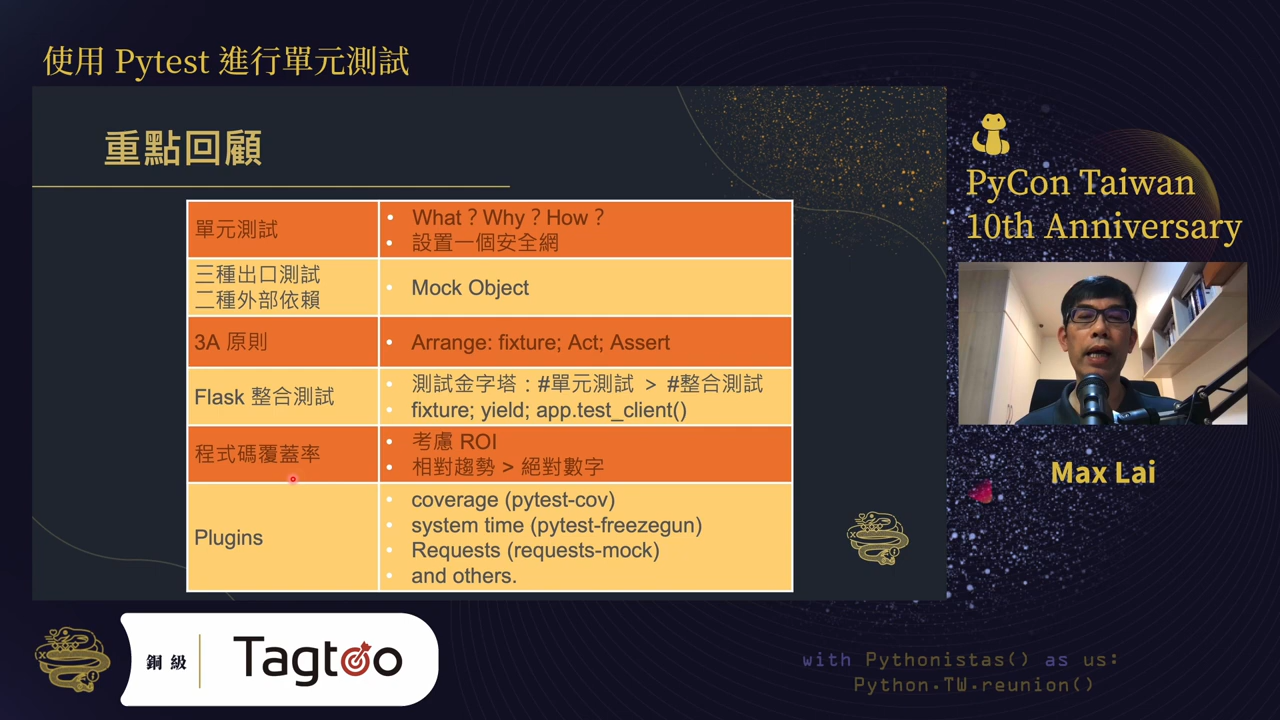 使用 Pytest 進行單元測試
重點回顧
單元測試
• What？Why？How？
• 設置一個安全網
三種出口測試
二種外部依賴
• Mock Object
3A 原則
• Arrange: fixture; Act; Assert
Flask 整合測試
• 測試金字塔：#單元測試 > #整合測試
• fixture; yield; app.test_client()
程式碼覆蓋率
• 考慮 ROI
• 相對趨勢 > 絕對數字
Plugins
• coverage (pytest-cov)
• system time (pytest-freezegun)
• Requests (requests-mock)
• and others.
PyCon Taiwan
10th Anniversary
Max Lai
銅級
Tagtoo
with Pythonistas() as us:
Python.TW.reunion()